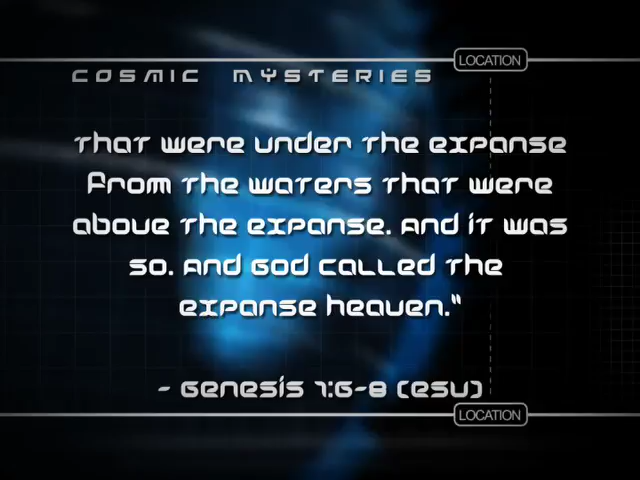 LOCATION
COSMIC MYSTERIES
that were under the expanse
from the waters that were
above the expanse. And it was
so. And God called the
expanse heaven."
- Genesis 1:6-8 (ESV)
LOCATION